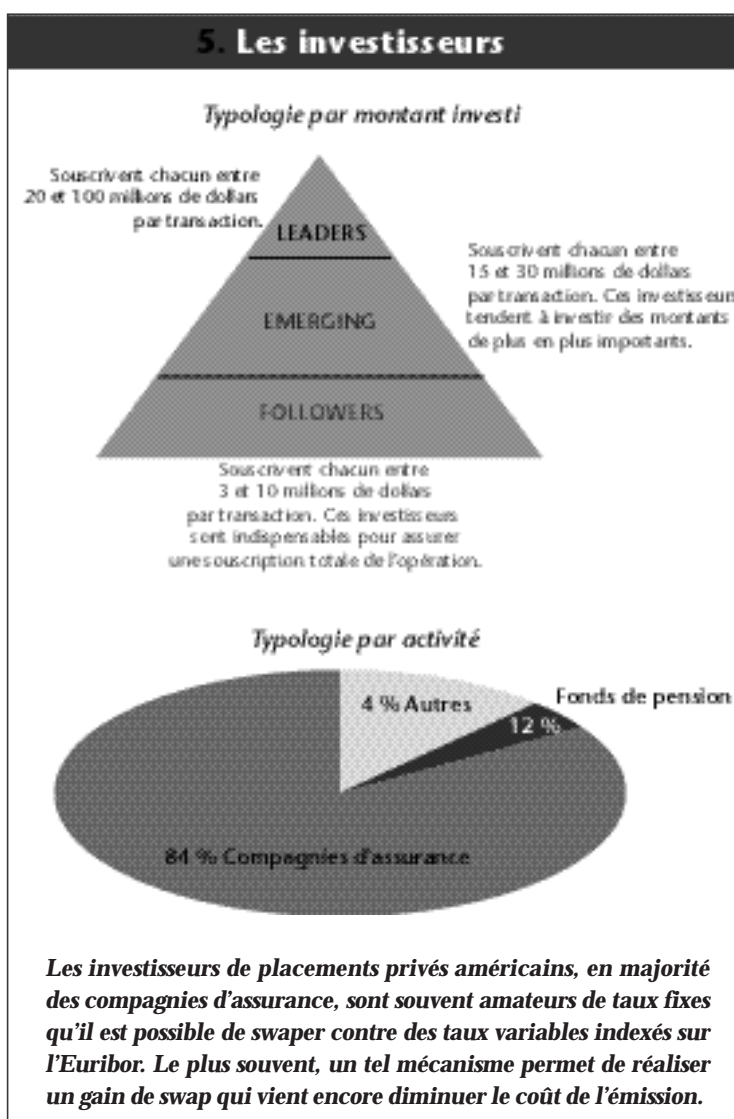 5. Les investisseurs
Typologie par montant investi
Souscrivent chacun entre
20 et 100 millions de dollars
par transaction.
LEADERS
Souscrivent chacun entre
15 et 30 millions de dollars
par transaction. Ces investisseurs
tendent à investir des montants
de plus en plus importants.
EMERGING
FOLLOWERS
Souscrivent chacun entre
3 et 10 millions de dollars
par transaction. Ces investisseurs
sont indispensables pour assurer
une souscription totale de l'opération.
Typologie par activité
4 % Autres
Fonds de pension
12 %
84 % Compagnies d'assurance
Les investisseurs de placements privés américains, en majorité
des compagnies d'assurance, sont souvent amateurs de taux fixes
qu'il est possible de swaper contre des taux variables indexés sur
l'Euribor. Le plus souvent, un tel mécanisme permet de réaliser
un gain de swap qui vient encore diminuer le coût de l'émission.